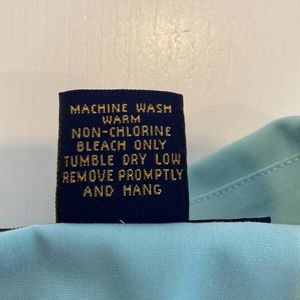 MACHINE WASH
WARM
NON-CHLORINE
BLEACH ONLY
TUMBLE DRY LOW
REMOVE PROMPTLY
AND HANG